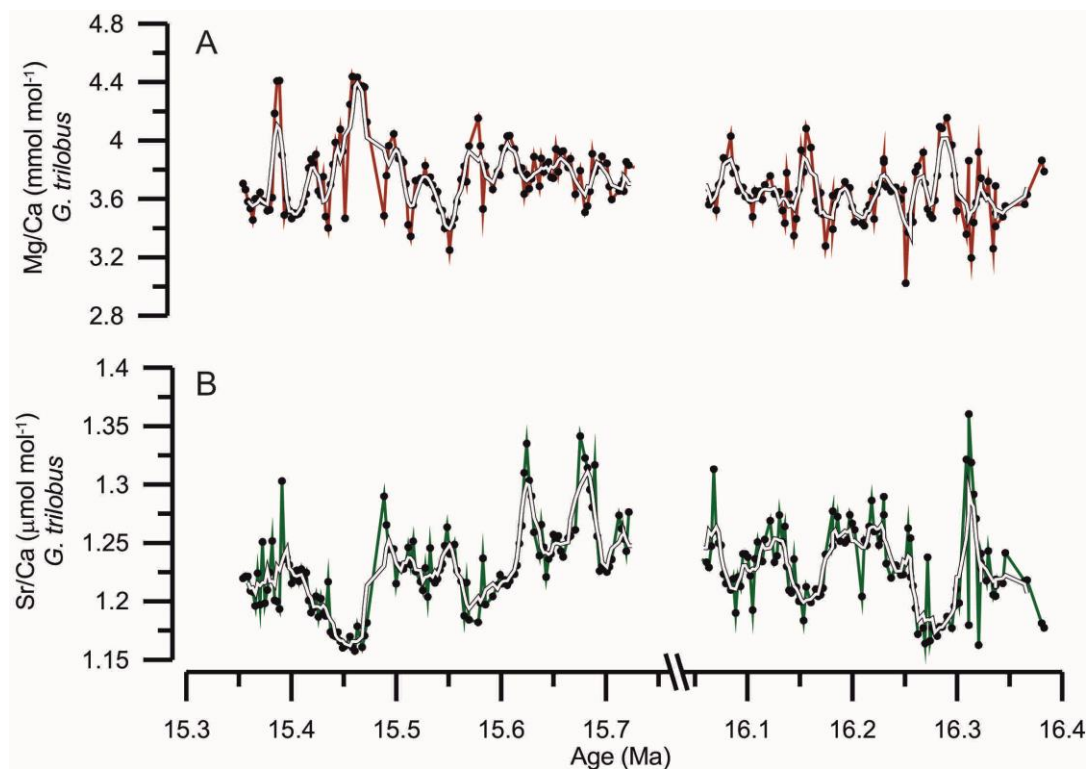 A
Mg/Ca (mmol mol⁻¹)
G. trilobus
4.8
4.4
4
3.6
3.2
2.8
B
Sr/Ca (µmol mol⁻¹)
G. trilobus
1.4
1.35
1.3
1.25
1.2
1.15
15.3 15.4 15.5 15.6 15.7 16.1 16.2 16.3 16.4
Age (Ma)